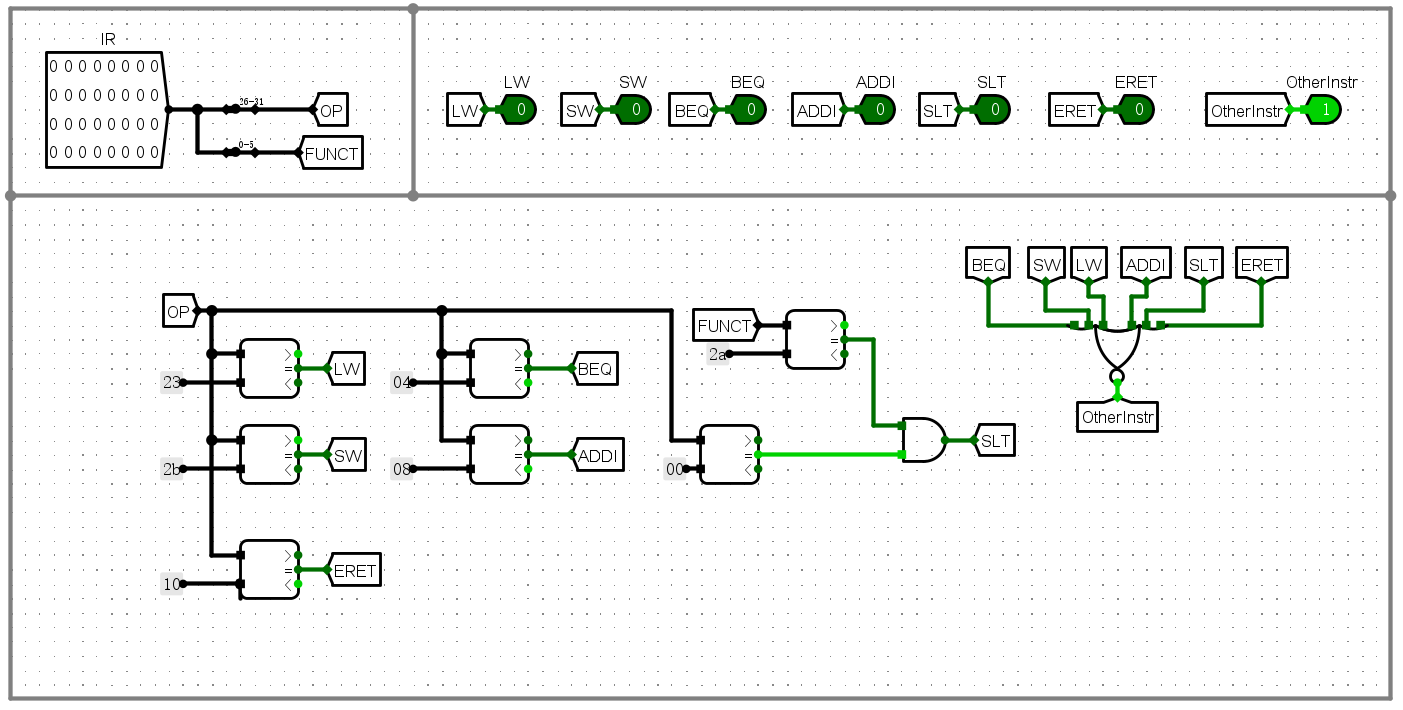 IR
LW SW BEQ ADDI SLT ERET OtherInstr
0 0 0 0 0 0 0 0
0 0 0 0 0 0 0 0
0 0 0 0 0 0 0 0
0 0 0 0 0 0 0 0
26-31 OP
0-5 FUNCT
LW 0 SW 0 BEQ 0 ADDI 0 SLT 0 ERET 0 OtherInstr 1
BEQ SW LW ADDI SLT ERET
OP
FUNCT > = <
2a
> = < LW
23
> = < BEQ
04
OtherInstr
> = < SW
2b
> = < ADDI
08
> = <
00
SLT
> = < ERET
10